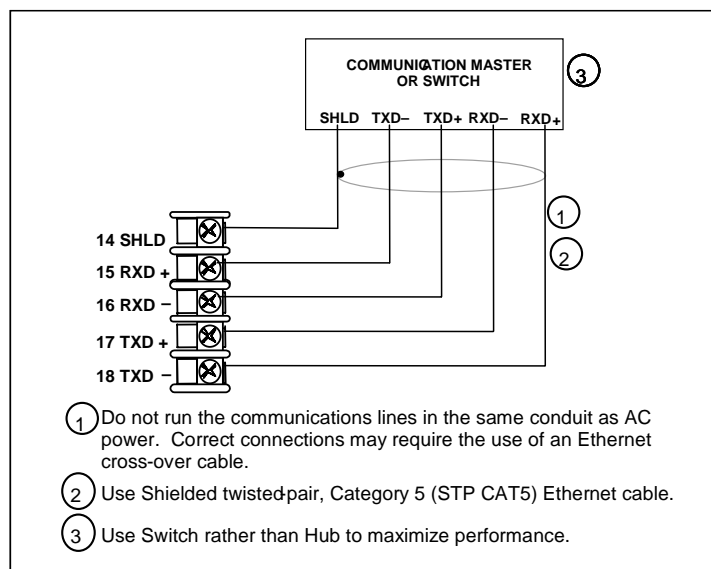 COMMUNICATION MASTER
OR SWITCH
3
SHLD TXD– TXD+ RXD– RXD+
1
2
14 SHLD
15 RXD +
16 RXD –
17 TXD +
18 TXD –
1 Do not run the communications lines in the same conduit as AC
power. Correct connections may require the use of an Ethernet
cross-over cable.
2 Use Shielded twisted-pair, Category 5 (STP CAT5) Ethernet cable.
3 Use Switch rather than Hub to maximize performance.